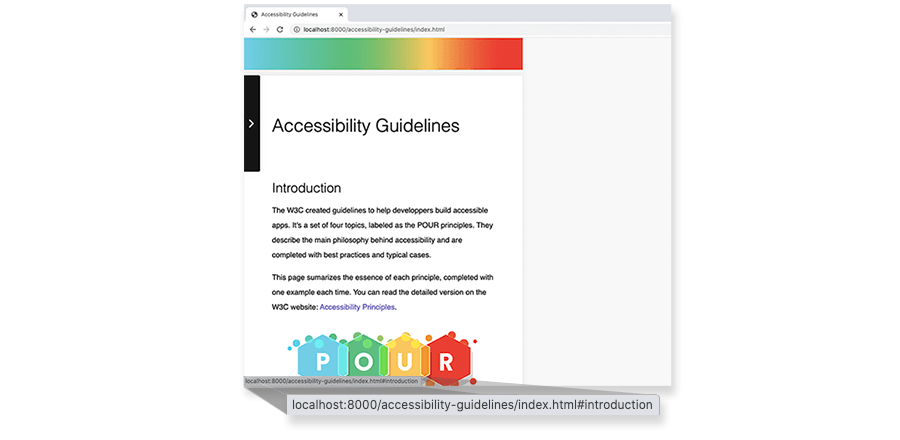 Accessibility Guidelines
localhost:8000/accessibility-guidelines/index.html
Accessibility Guidelines
Introduction
The W3C created guidelines to help developpers build accessible
apps. It's a set of four topics, labeled as the POUR principles. They
describe the main philosophy behind accessibility and are
completed with best practices and typical cases.
This page sumarizes the essence of each principle, completed with
one example each time. You can read the detailed version on the
W3C website: Accessibility Principles.
POUR
localhost:8000/accessibility-guidelines/index.html#introduction
localhost:8000/accessibility-guidelines/index.html#introduction